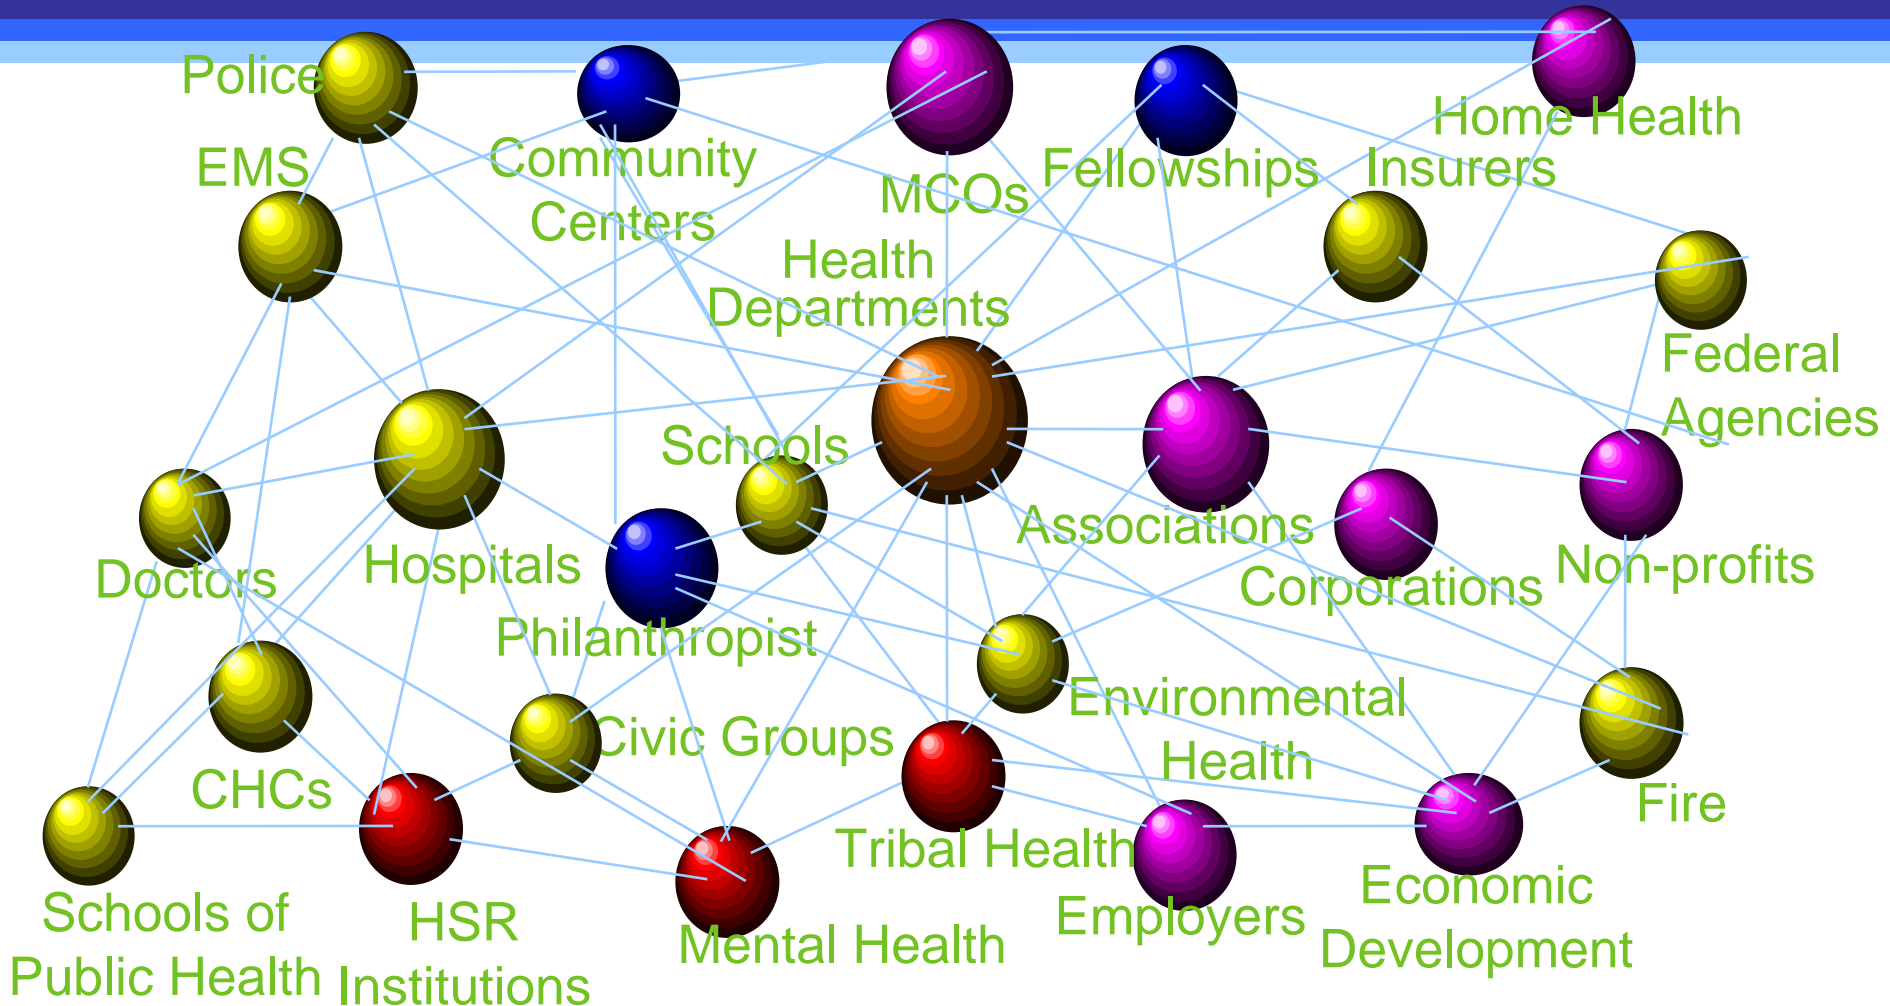 Police
EMS
Community
Centers
MCOs
Fellowships
Home Health
Insurers
Health
Departments
Federal
Agencies
Schools
Associations
Corporations
Non-profits
Doctors
Hospitals
Philanthropist
Civic Groups
Environmental
Health
CHCs
Fire
Tribal Health
Employers
Economic
Development
Schools of
Public Health
HSR
Institutions
Mental Health